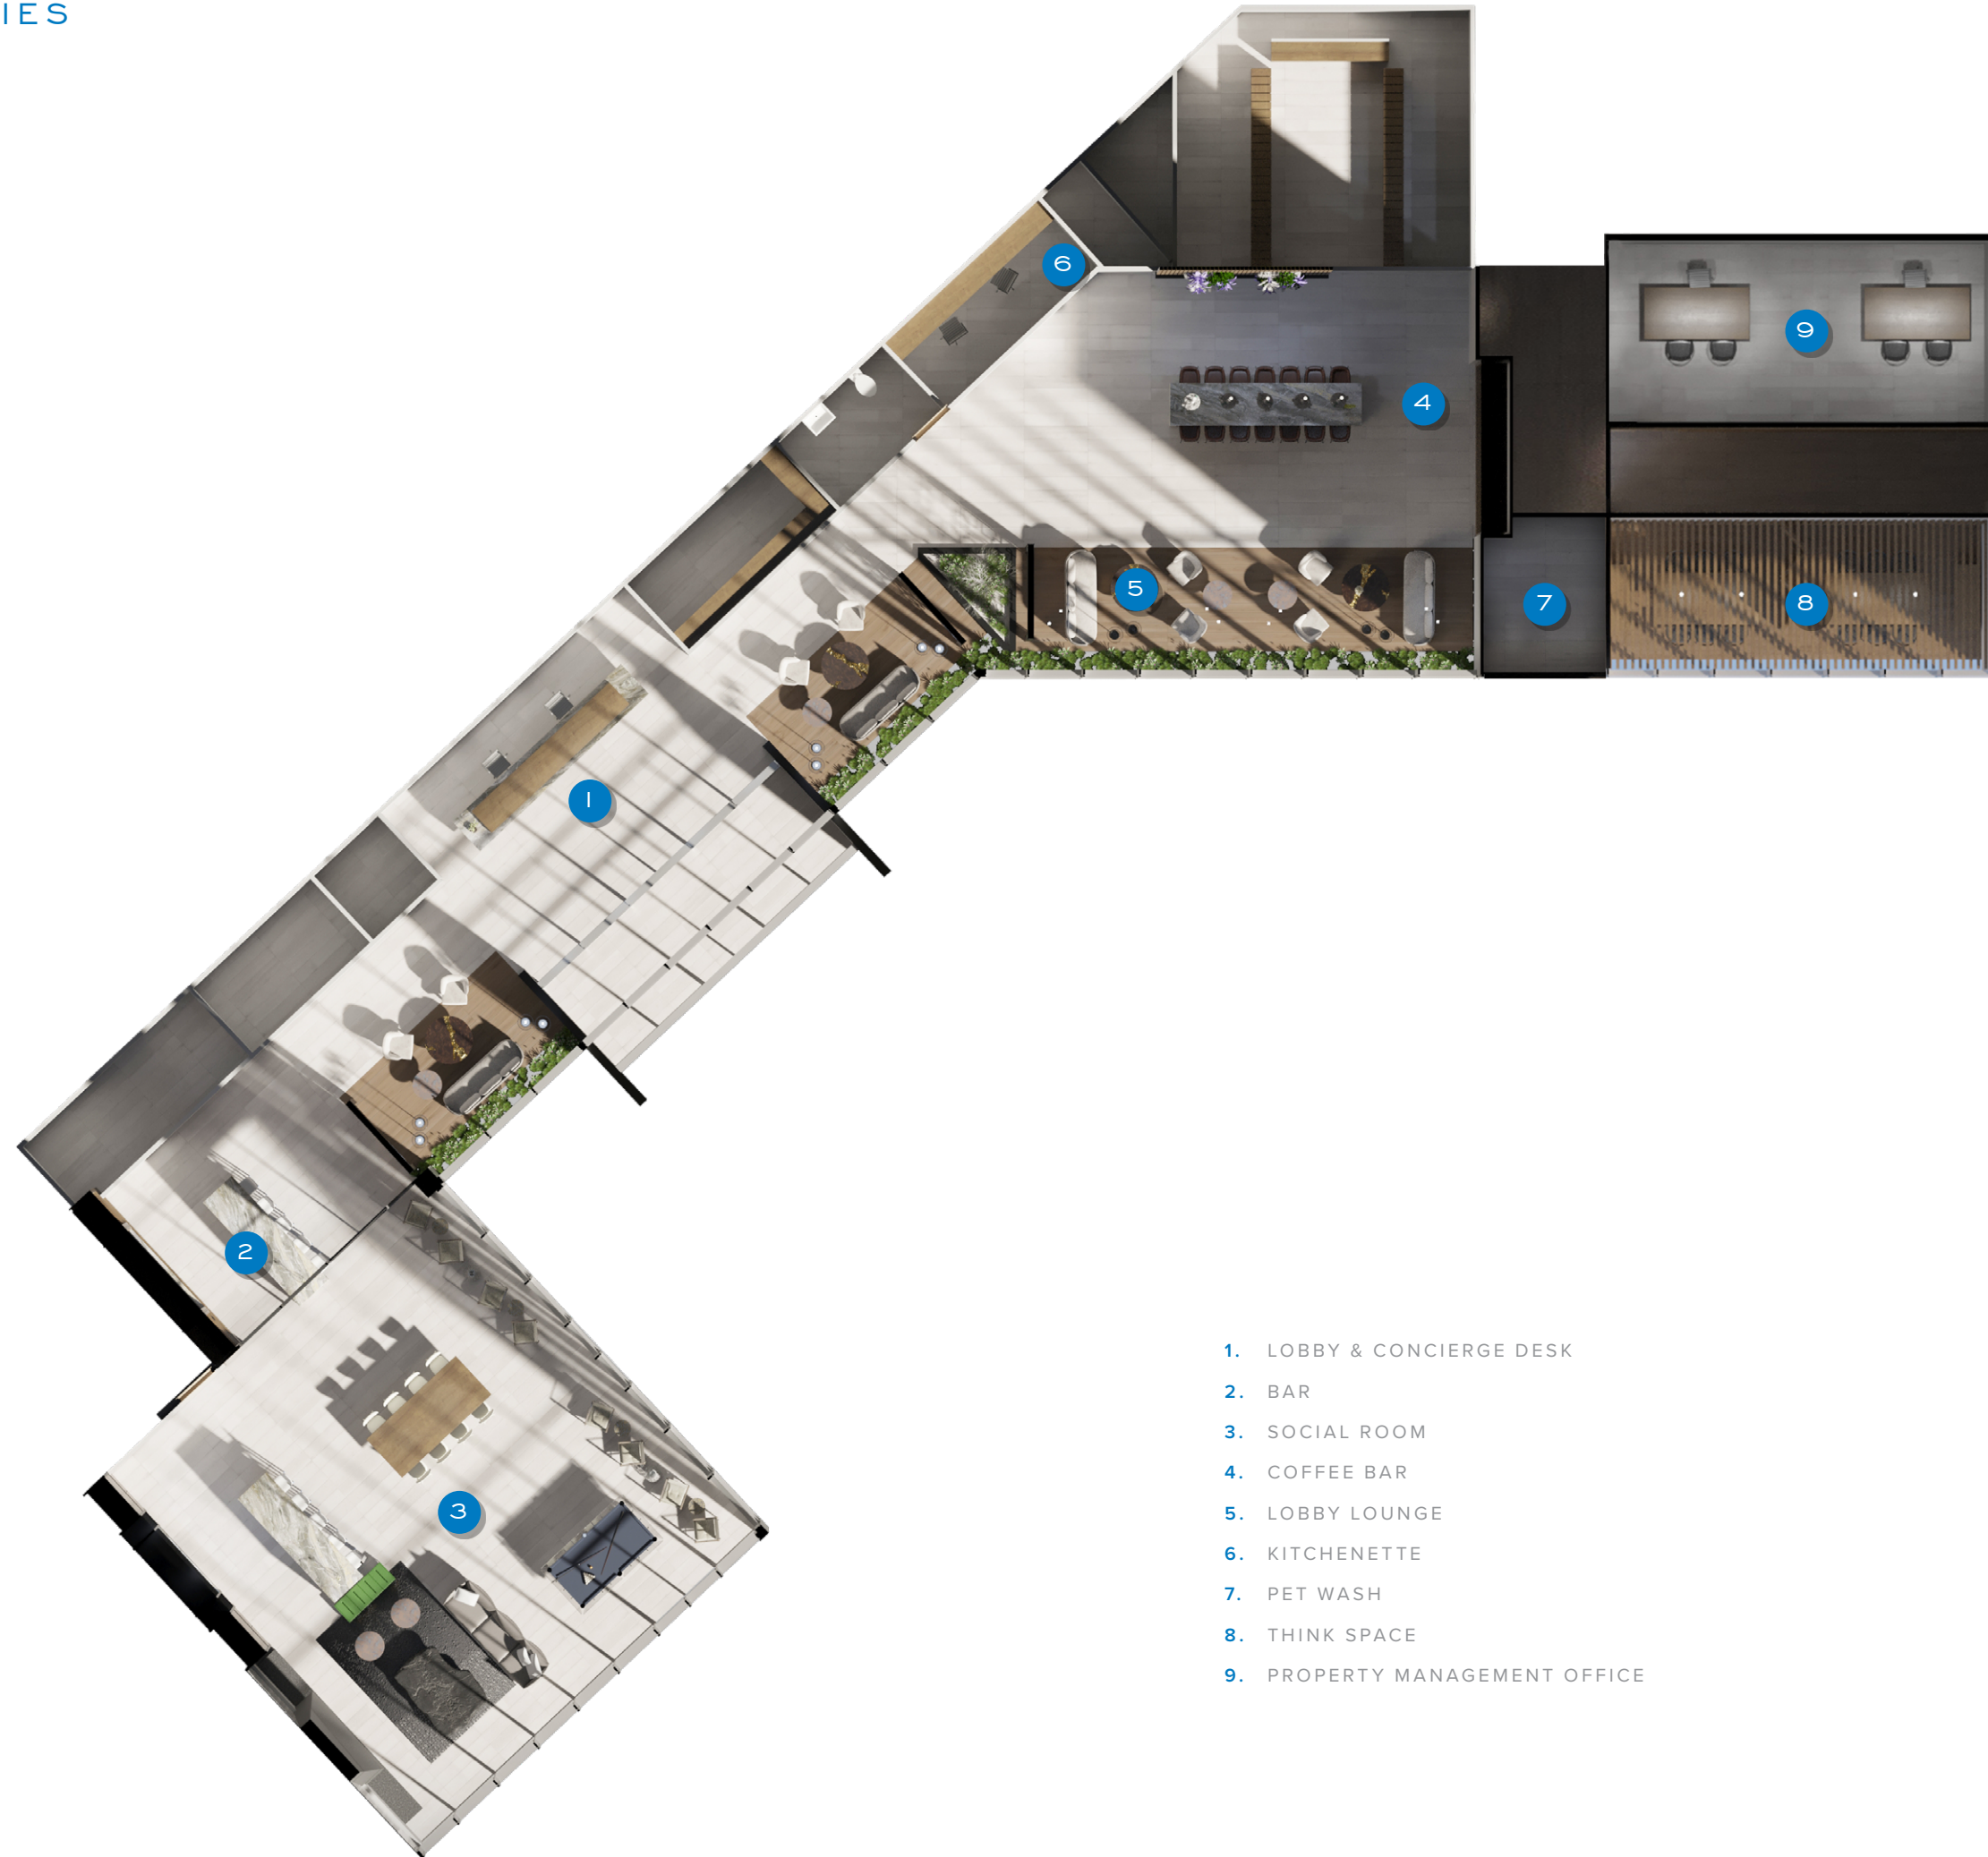 IES
6
9
4
5
7
8
1
2
3
1. LOBBY & CONCIERGE DESK
2. BAR
3. SOCIAL ROOM
4. COFFEE BAR
5. LOBBY LOUNGE
6. KITCHENETTE
7. PET WASH
8. THINK SPACE
9. PROPERTY MANAGEMENT OFFICE